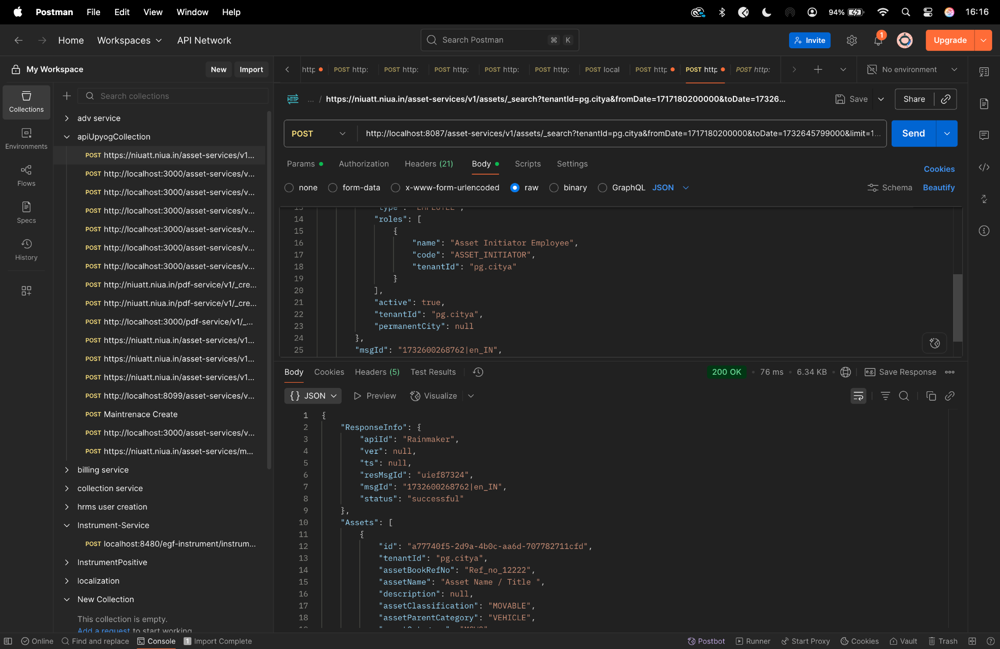 Postman File Edit View Window Help 94% 16:16
Home Workspaces API Network Search Postman ⌘ K Invite 1 Upgrade
My Workspace New Import
http POST http: POST http: POST http: POST http: POST http: POST local POST http POST http POST http: No environment
Collections
Environments
Flows
Specs
History
Search collections
adv service
apiUpyogCollection
POST https://niuatt.niua.in/asset-services/v1...
POST http://localhost:3000/asset-services/v...
POST http://localhost:3000/asset-services/v...
POST http://localhost:3000/asset-services/v...
POST http://localhost:3000/asset-services/v...
POST http://localhost:3000/asset-services/v...
POST http://localhost:3000/asset-services/v...
POST http://niuatt.niua.in/pdf-service/v1/_cre...
POST http://niuatt.niua.in/pdf-service/v1/_cre...
POST http://localhost:3000/pdf-service/v1/_...
POST https://niuatt.niua.in/asset-services/v1...
POST https://niuatt.niua.in/asset-services/v1...
POST https://niuatt.niua.in/asset-services/v1...
POST http://localhost:8099/asset-services/v...
POST Maintrenace Create
POST http://localhost:3000/asset-services/v...
POST https://niuatt.niua.in/asset-services/m...
billing service
collection service
hrms user creation
Instrument-Service
POST localhost:8480/egf-instrument/instrum...
InstrumentPositive
localization
New Collection
This collection is empty.
Add a request to start working.
HTTP ... / https://niuatt.niua.in/asset-services/v1/assets/_search?tenantId=pg.citya&fromDate=1717180200000&toDate=17326... Save Share
POST http://localhost:8087/asset-services/v1/assets/_search?tenantId=pg.citya&fromDate=1717180200000&toDate=1732645799000&limit=1... Send
Params Authorization Headers (21) Body Scripts Settings Cookies
none form-data x-www-form-urlencoded raw binary GraphQL JSON Schema Beautify
13 "type": "EMPLOYEE",
14 "roles": [
15 {
16 "name": "Asset Initiator Employee",
17 "code": "ASSET_INITIATOR",
18 "tenantId": "pg.citya"
19 }
20 ],
21 "active": true,
22 "tenantId": "pg.citya",
23 "permanentCity": null
24 },
25 "msgId": "1732600268762|en_IN",
Body Cookies Headers (5) Test Results 200 OK • 76 ms • 6.34 KB • e.g. Save Response
{} JSON Preview Visualize
1 {
2 "ResponseInfo": {
3 "apiId": "Rainmaker",
4 "ver": null,
5 "ts": null,
6 "resMsgId": "uief87324",
7 "msgId": "1732600268762|en_IN",
8 "status": "successful"
9 },
10 "Assets": [
11 {
12 "id": "a77740f5-2d9a-4b0c-aa6d-707782711cfd",
13 "tenantId": "pg.citya",
14 "assetBookRefNo": "Ref_no_12222",
15 "assetName": "Asset Name / Title ",
16 "description": null,
17 "assetClassification": "MOVABLE",
18 "assetParentCategory": "VEHICLE",
Online Find and replace Console 1 Import Complete Postbot Runner Start Proxy Cookies Vault Trash